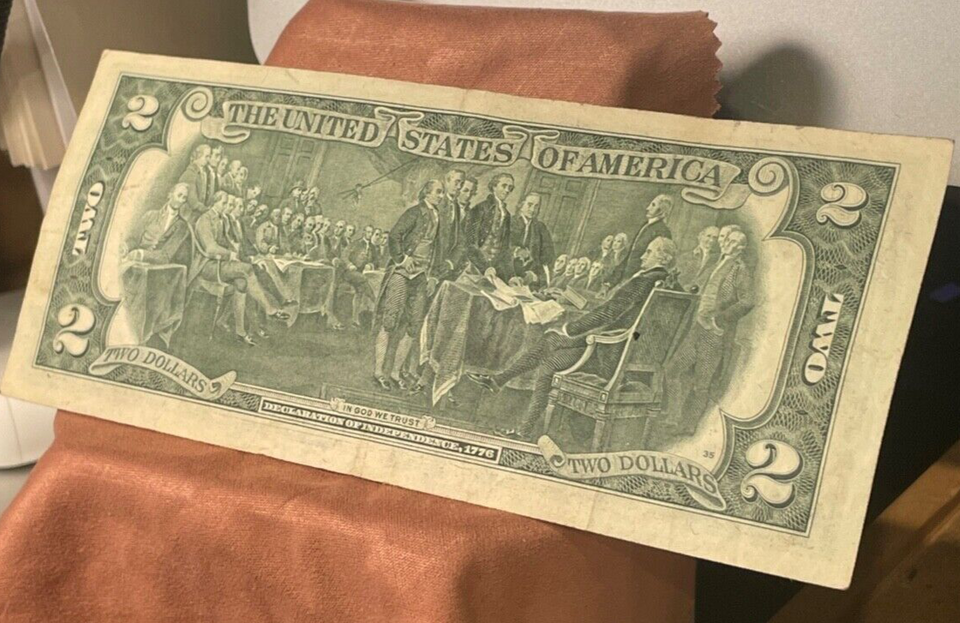 2
THE UNITED STATES OF AMERICA
2
TWO
TWO
2
TWO DOLLARS
IN GOD WE TRUST
DECLARATION OF INDEPENDENCE, 1776
35
TWO DOLLARS
2